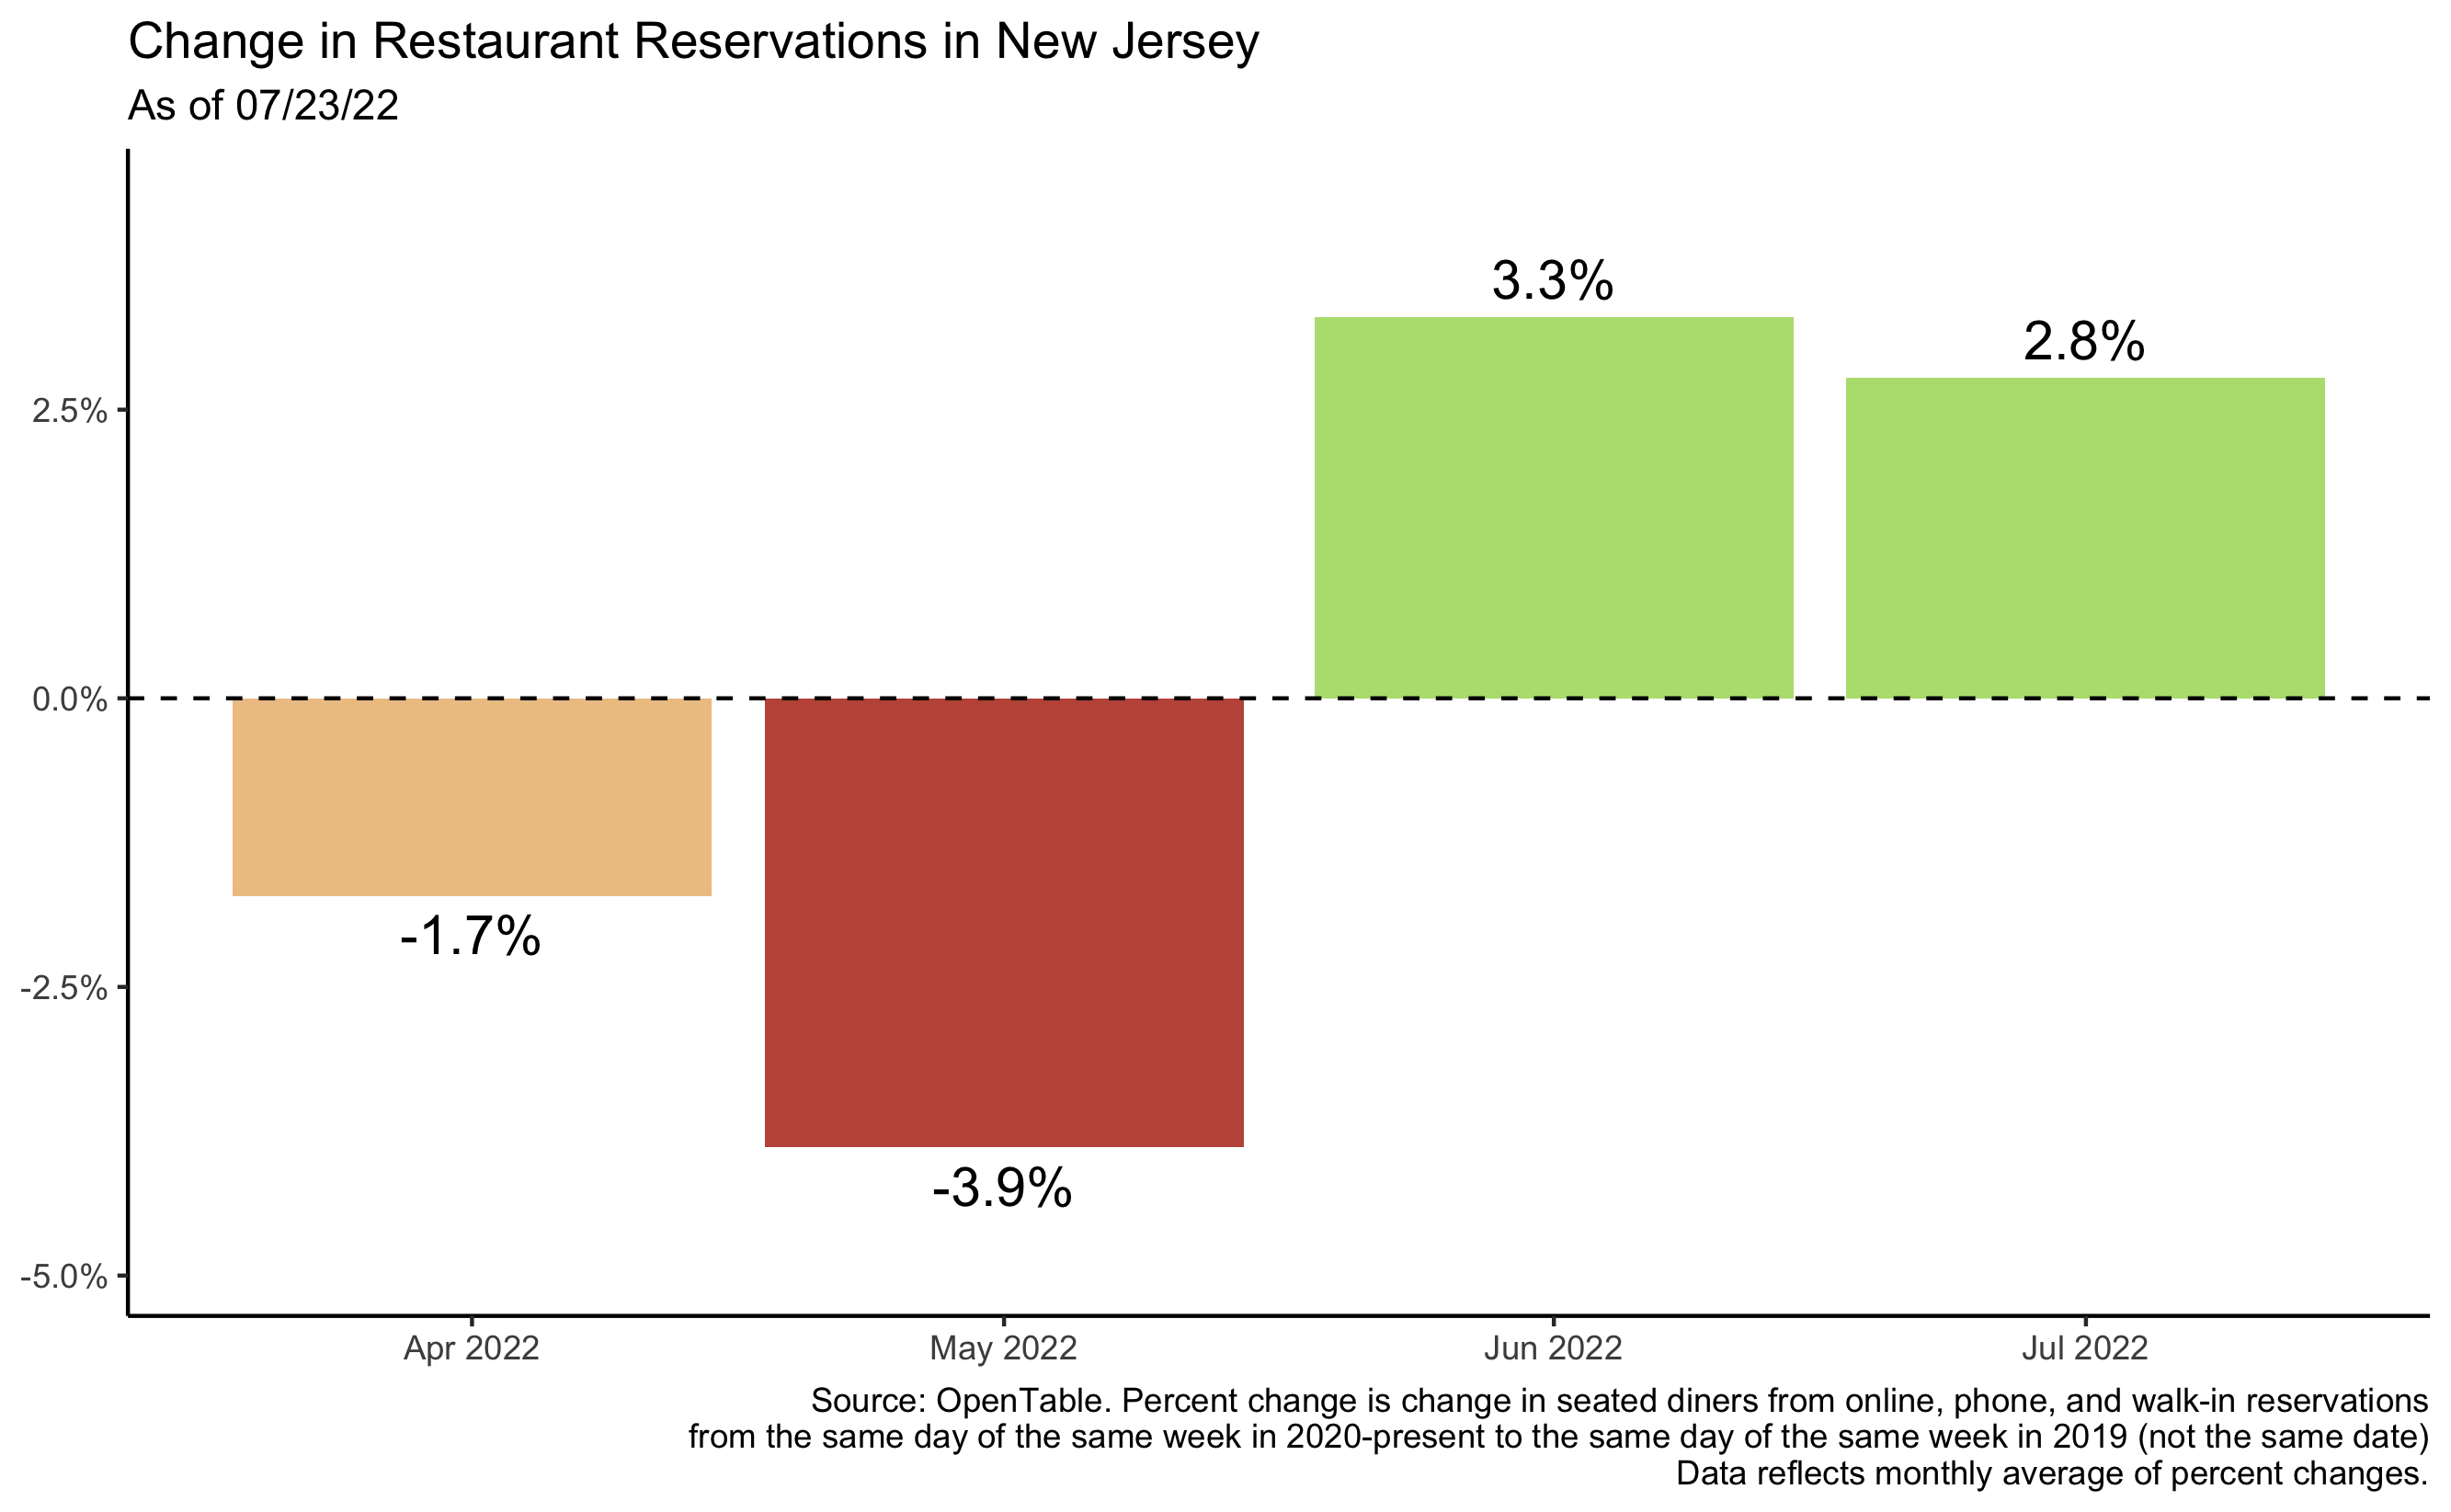 Change in Restaurant Reservations in New Jersey
As of 07/23/22
3.3%
2.8%
2.5%
0.0%
-1.7%
-2.5%
-3.9%
-5.0%
Apr 2022
May 2022
Jun 2022
Jul 2022
Source: OpenTable. Percent change is change in seated diners from online, phone, and walk-in reservations
from the same day of the same week in 2020-present to the same day of the same week in 2019 (not the same date)
Data reflects monthly average of percent changes.